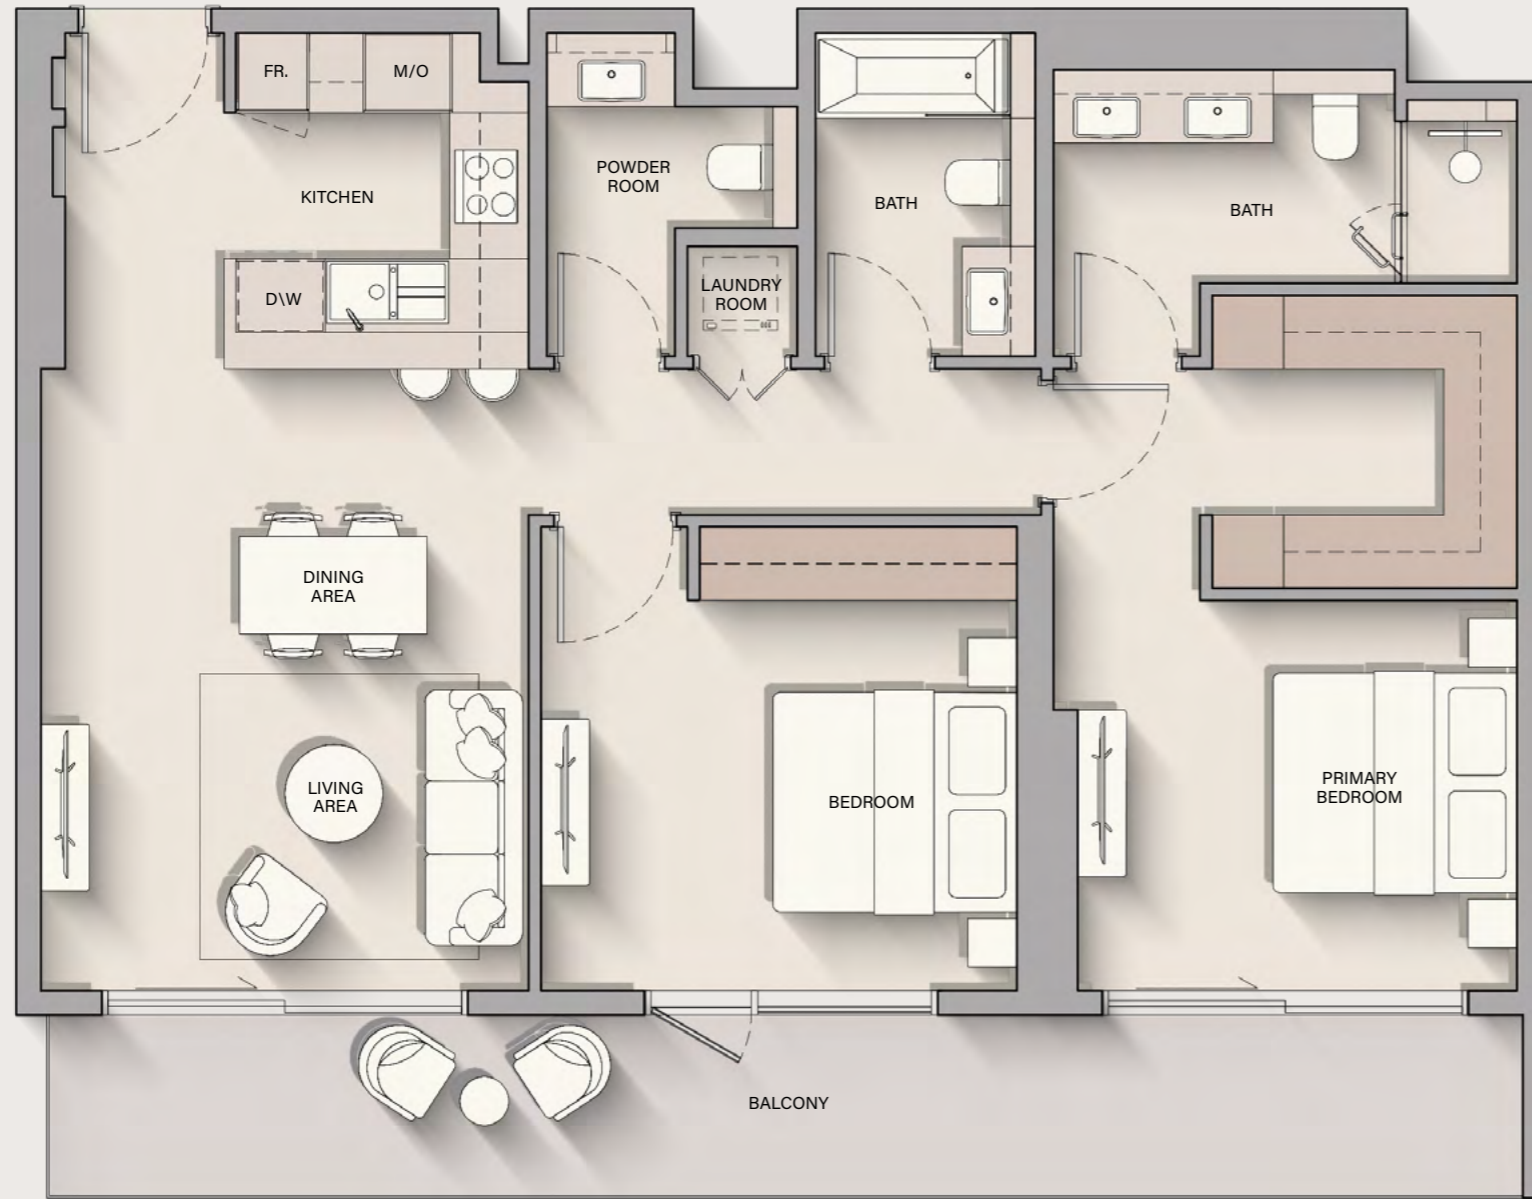 FR.
M/O
KITCHEN
POWDER
ROOM
BATH
BATH
D\W
LAUNDRY
ROOM
DINING
AREA
LIVING
AREA
BEDROOM
PRIMARY
BEDROOM
BALCONY